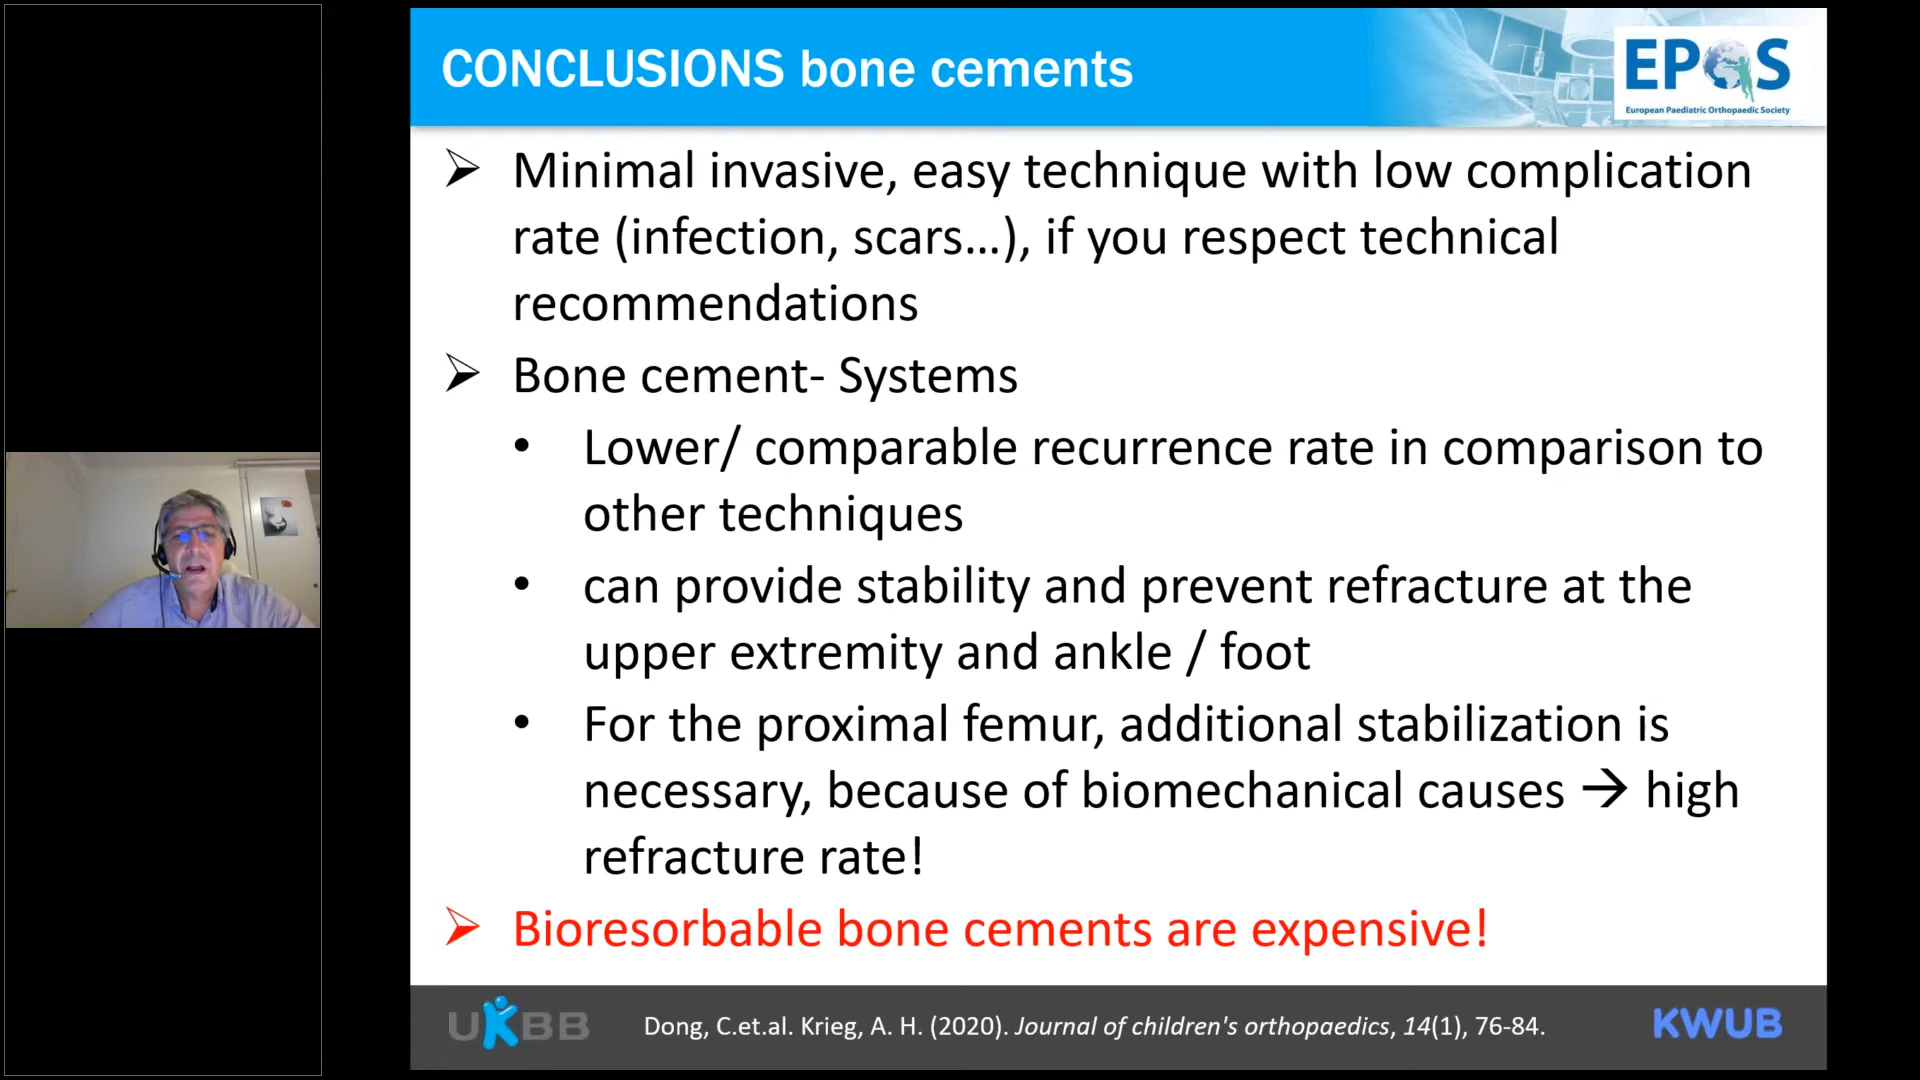 CONCLUSIONS bone cements
EPOS
European Paediatric Orthopaedic Society
➢ Minimal invasive, easy technique with low complication
rate (infection, scars...), if you respect technical
recommendations
➢ Bone cement- Systems
• Lower/ comparable recurrence rate in comparison to
other techniques
• can provide stability and prevent refracture at the
upper extremity and ankle / foot
• For the proximal femur, additional stabilization is
necessary, because of biomechanical causes → high
refracture rate!
➢ Bioresorbable bone cements are expensive!
UKBB
Dong, C.et.al. Krieg, A. H. (2020). Journal of children's orthopaedics, 14(1), 76-84.
KWUB